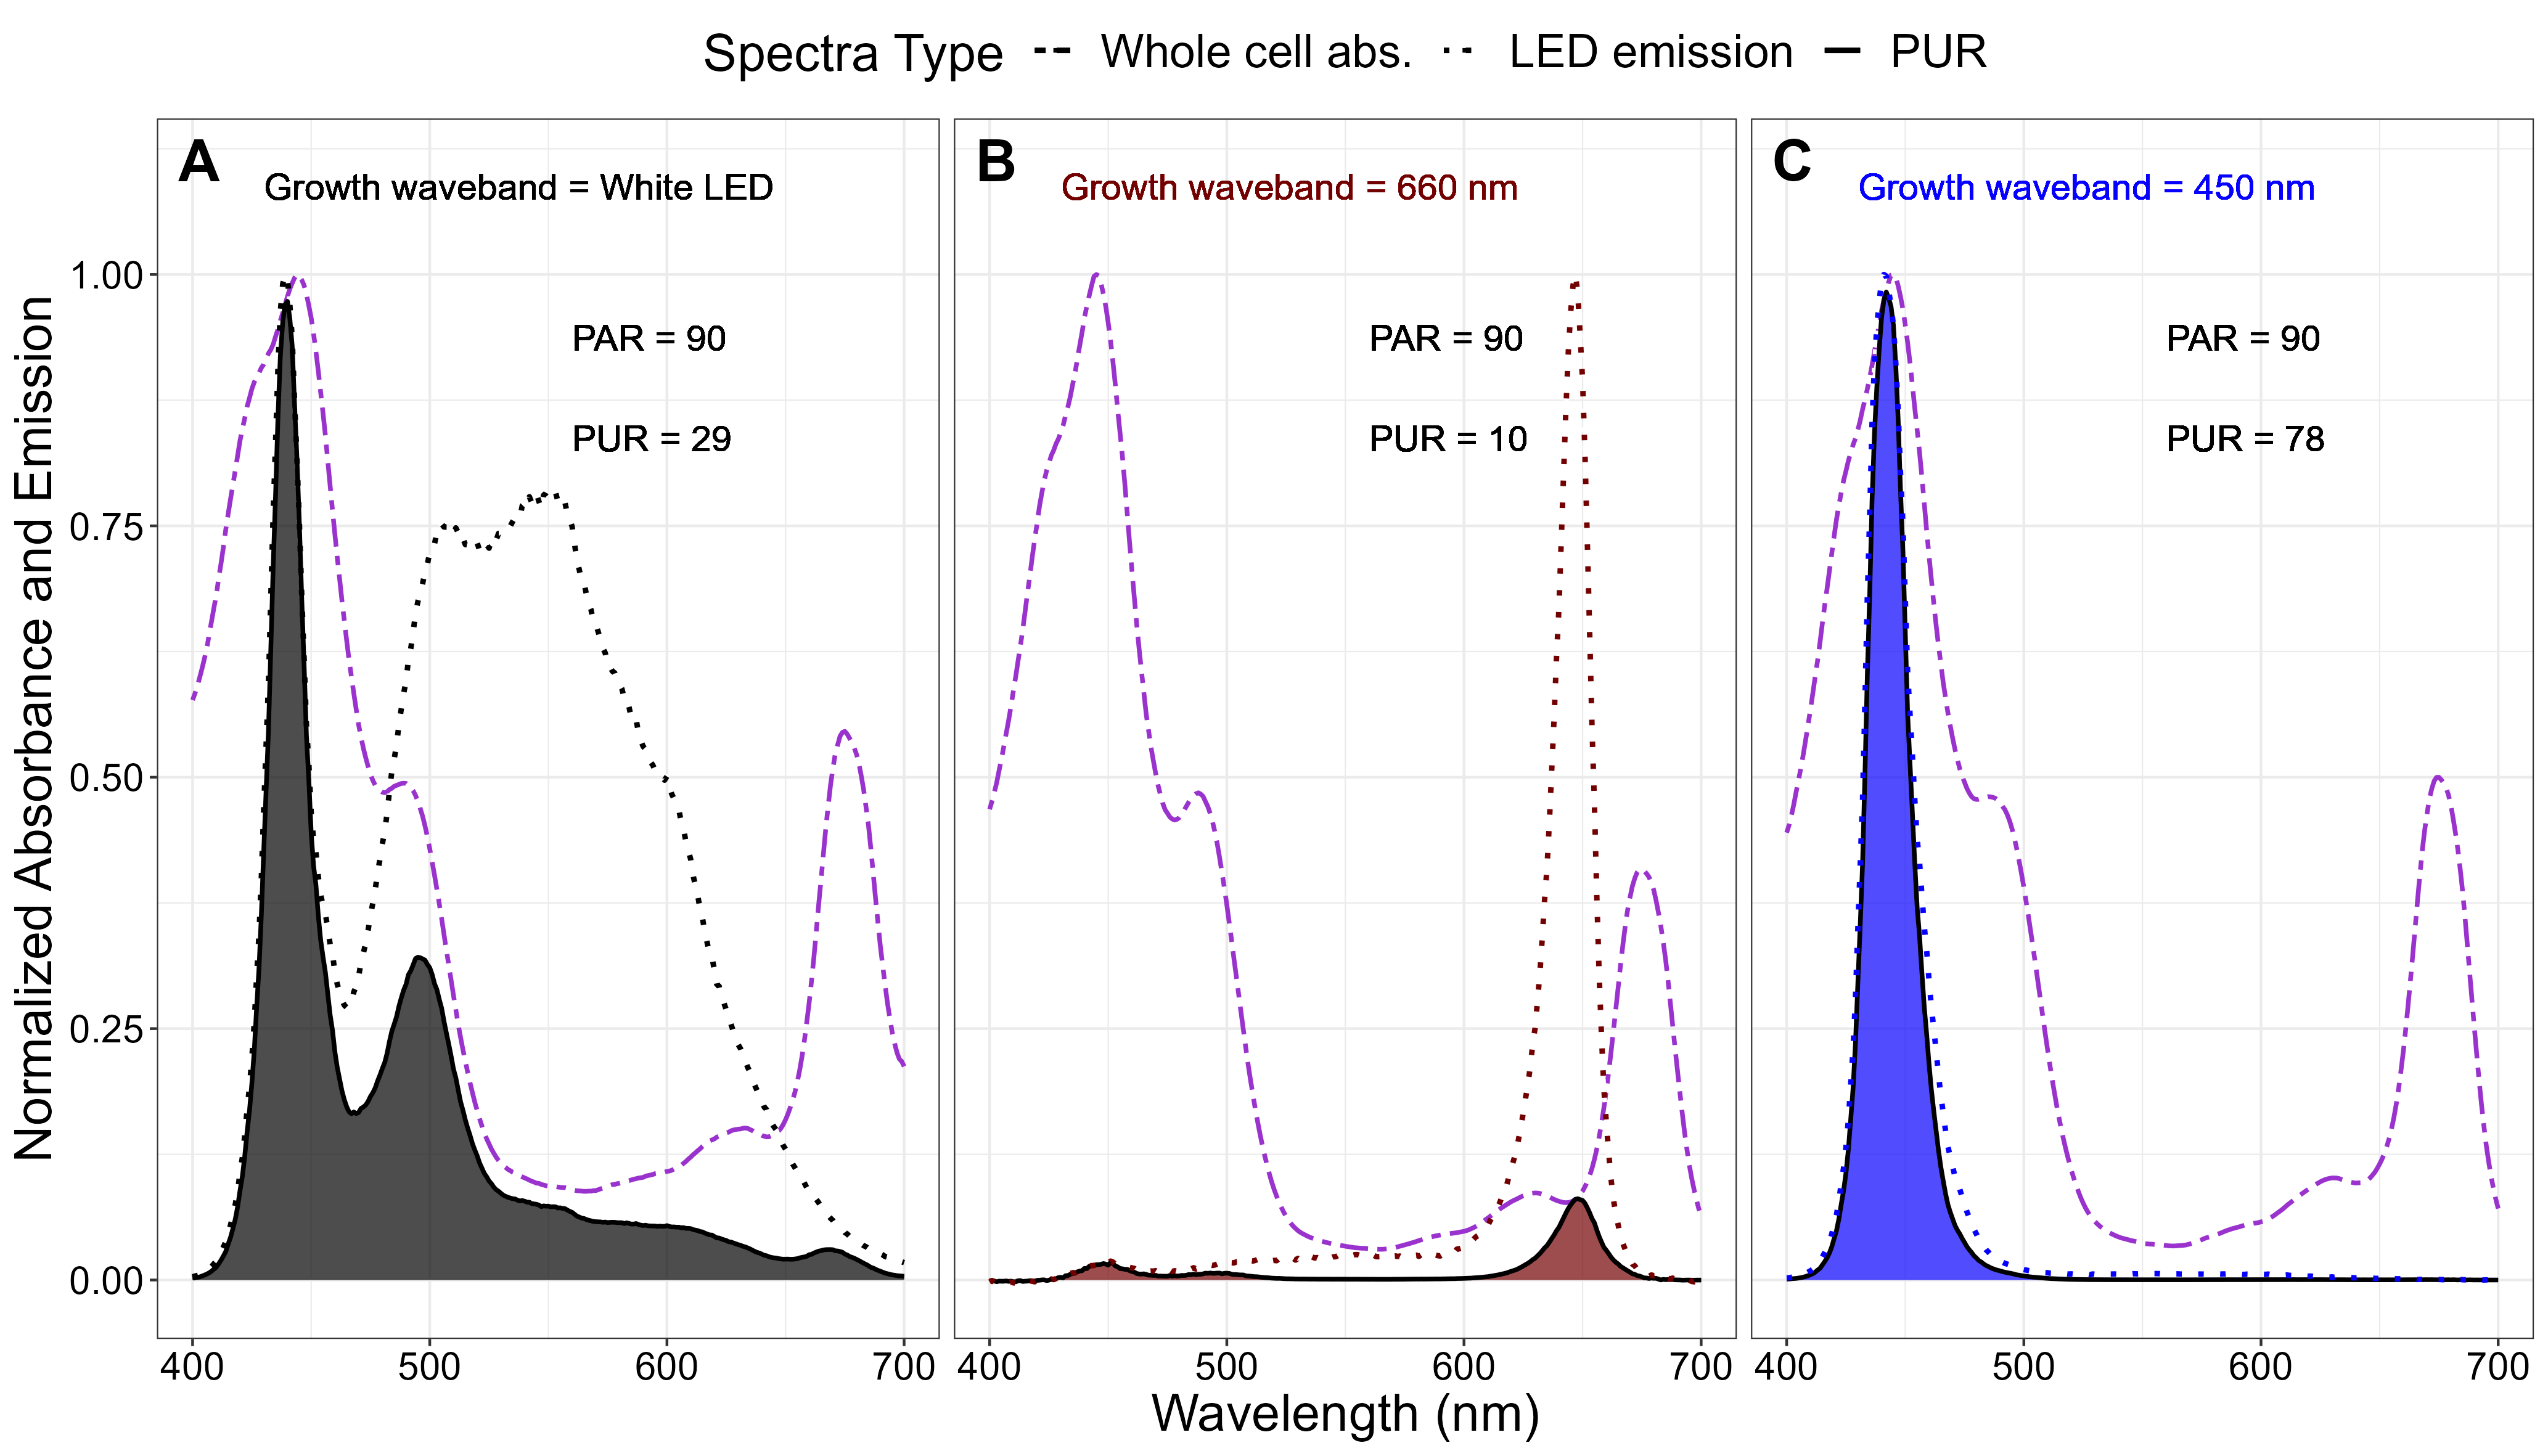 Spectra Type Whole cell abs. LED emission PUR
A
Growth waveband = White LED
PAR = 90
PUR = 29
B
Growth waveband = 660 nm
PAR = 90
PUR = 10
C
Growth waveband = 450 nm
PAR = 90
PUR = 78
Normalized Absorbance and Emission
1.00
0.75
0.50
0.25
0.00
400 500 600 700 400 500 600 700 400 500 600 700
Wavelength (nm)